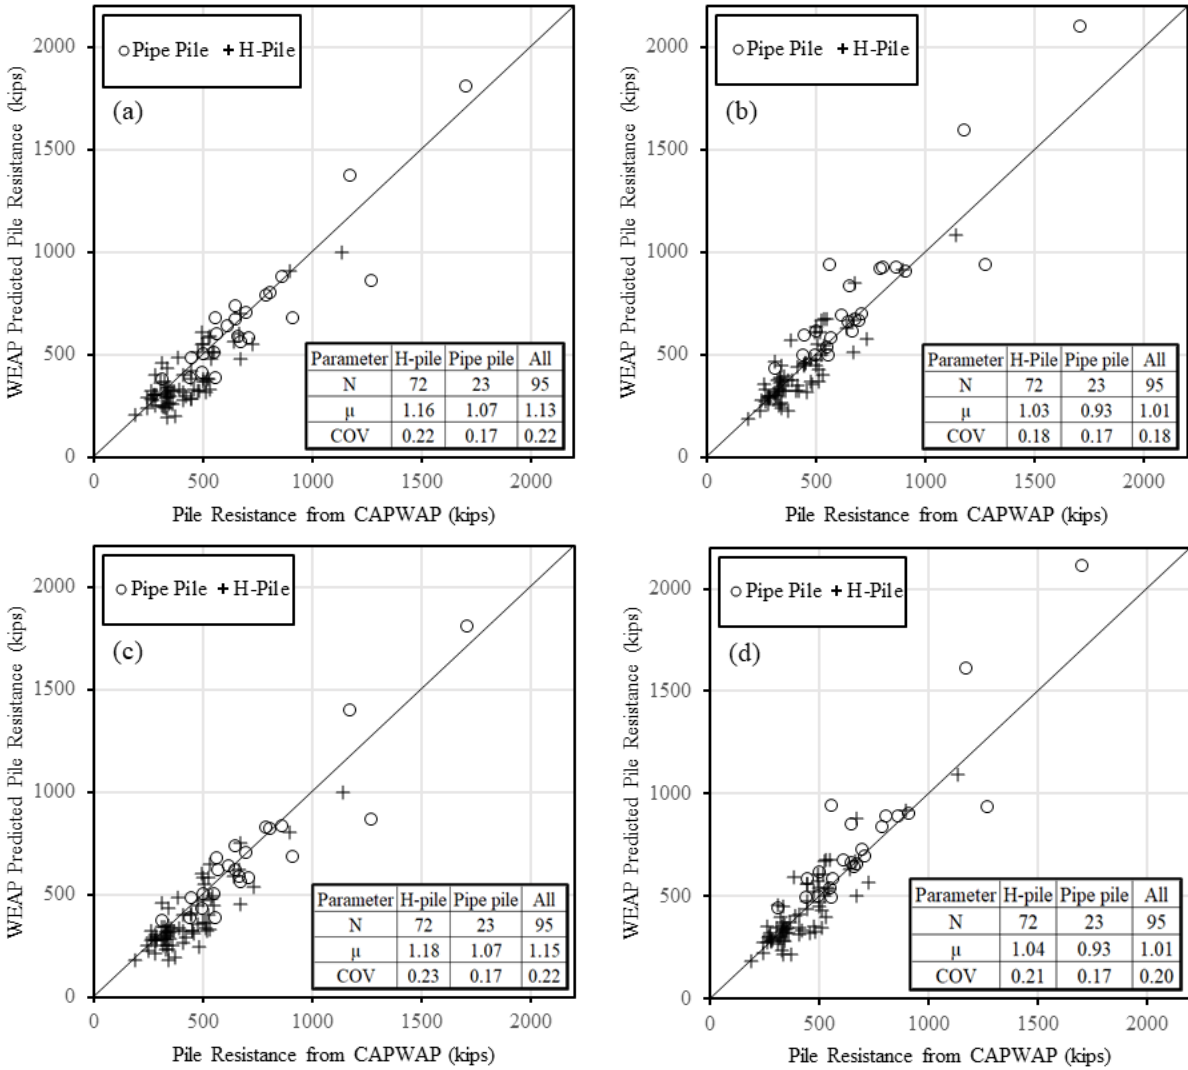 2000
Pipe Pile H-Pile
(a)
1500
1000
500
0
WEAP Predicted Pile Resistance (kips)
Parameter H-pile Pipe pile All
N 72 23 95
μ 1.16 1.07 1.13
COV 0.22 0.17 0.22
0 500 1000 1500 2000
Pile Resistance from CAPWAP (kips)
2000
Pipe Pile H-Pile
(b)
1500
1000
500
0
WEAP Predicted Pile Resistance (kips)
Parameter H-Pile Pipe pile All
N 72 23 95
μ 1.03 0.93 1.01
COV 0.18 0.17 0.18
0 500 1000 1500 2000
Pile Resistance from CAPWAP (kips)
2000
Pipe Pile H-Pile
(c)
1500
1000
500
0
WEAP Predicted Pile Resistance (kips)
Parameter H-pile Pipe pile All
N 72 23 95
μ 1.18 1.07 1.15
COV 0.23 0.17 0.22
0 500 1000 1500 2000
Pile Resistance from CAPWAP (kips)
2000
Pipe Pile H-Pile
(d)
1500
1000
500
0
WEAP Predicted Pile Resistance (kips)
Parameter H-pile Pipe pile All
N 72 23 95
μ 1.04 0.93 1.01
COV 0.21 0.17 0.20
0 500 1000 1500 2000
Pile Resistance from CAPWAP (kips)